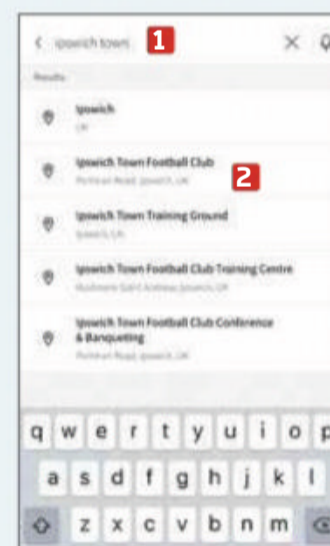 ipswich town 1
Results
Ipswich
UK
Ipswich Town Football Club
Portman Road, Ipswich, UK 2
Ipswich Town Training Ground
Ipswich, UK
Ipswich Town Football Club Training Centre
Ipswich, UK
Ipswich Town Football Club Conference
& Banqueting
Portman Road, Ipswich, UK
q w e r t y u i o p
a s d f g h j k l
z x c v b n m